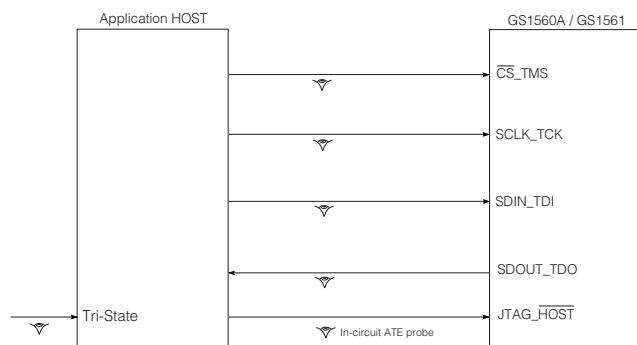 Application HOST
GS1560A / GS1561
CS_TMS
SCLK_TCK
SDIN_TDI
SDOUT_TDO
Tri-State
JTAG_HOST
In-circuit ATE probe